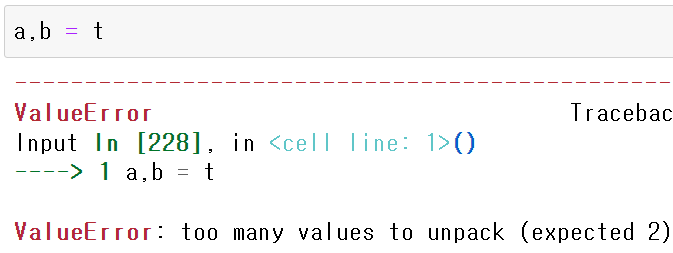 a,b = t
---------------------------------------------
ValueError Tracebac
Input In [228], in <cell line: 1>()
----> 1 a,b = t
ValueError: too many values to unpack (expected 2)